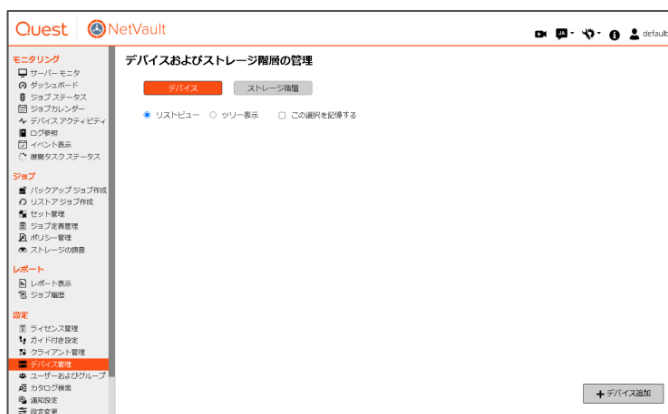 Quest NetVault
JA default
モニタリング
サーバーモニタ
ダッシュボード
ジョブステータス
ジョブカレンダー
デバイスアクティビティ
ログ参照
イベント表示
展開タスクステータス
ジョブ
バックアップジョブ作成
リストアジョブ作成
セット管理
ジョブ定義管理
ポリシー管理
ストレージの調査
レポート
レポート表示
ジョブ履歴
設定
ライセンス管理
ガイド付き設定
クライアント管理
デバイス管理
ユーザーおよびグループ
カタログ検索
通知設定
設定変更
デバイスおよびストレージ階層の管理
デバイス ストレージ階層
リストビュー ツリー表示 この選択を記憶する
+デバイス追加